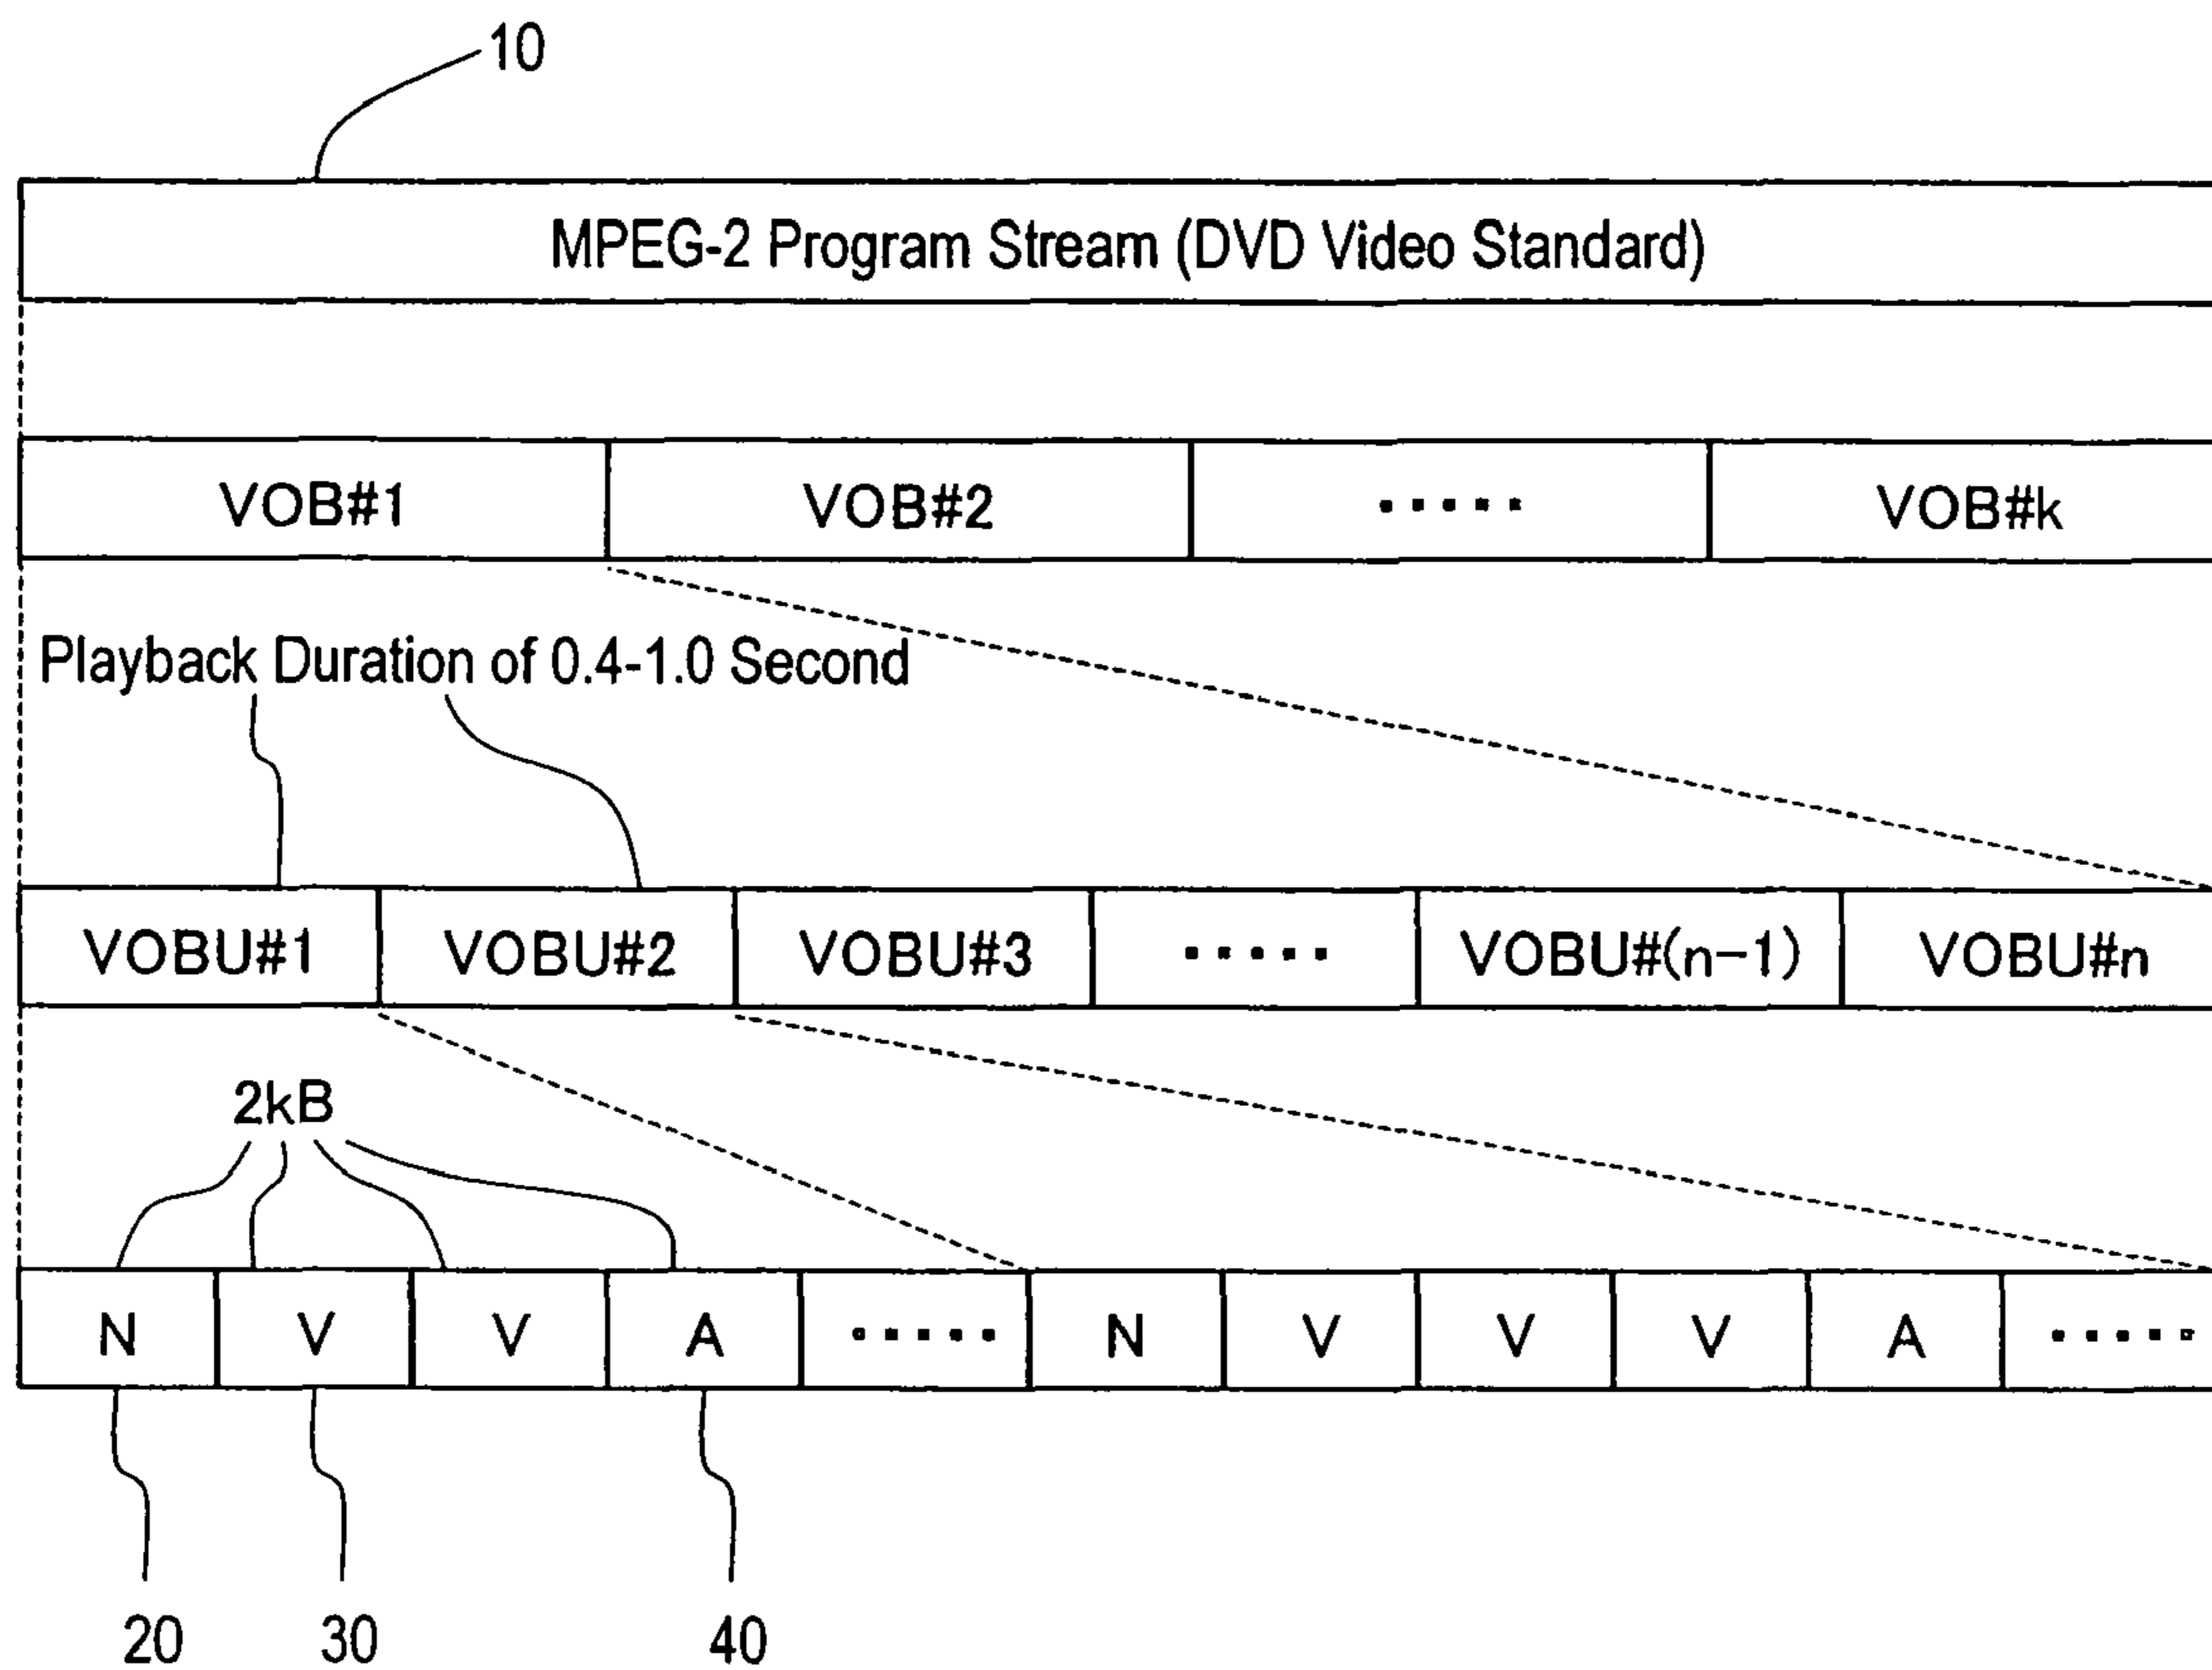 10
MPEG-2 Program Stream (DVD Video Standard)
VOB#1 VOB#2 ····· VOB#k
Playback Duration of 0.4-1.0 Second
VOBU#1 VOBU#2 VOBU#3 ····· VOBU#(n-1) VOBU#n
2kB
N V V A ····· N V V V A ·····
20 30 40